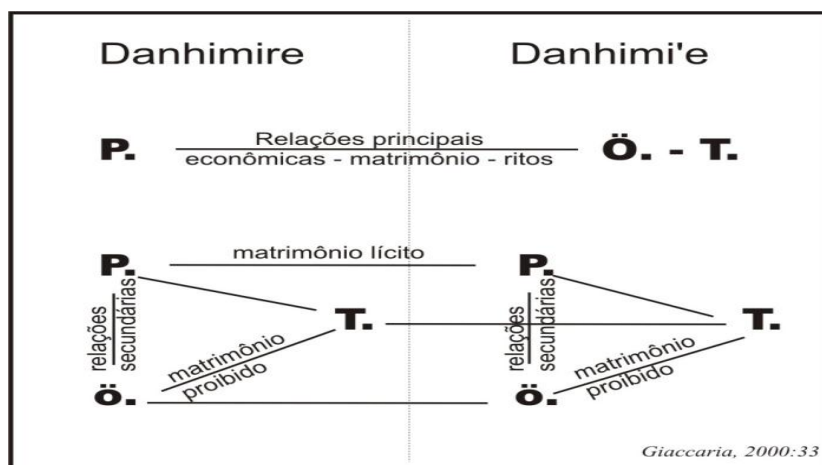 Danhimire Danhimi'e
P. Relações principais Ö. - T.
econômicas - matrimônio - ritos
P. matrimônio lícito P.
relações
secundárias
T.
relações
secundárias
T.
matrimônio
proibido
matrimônio
proibido
Ö. Ö.
Giaccaria, 2000:33